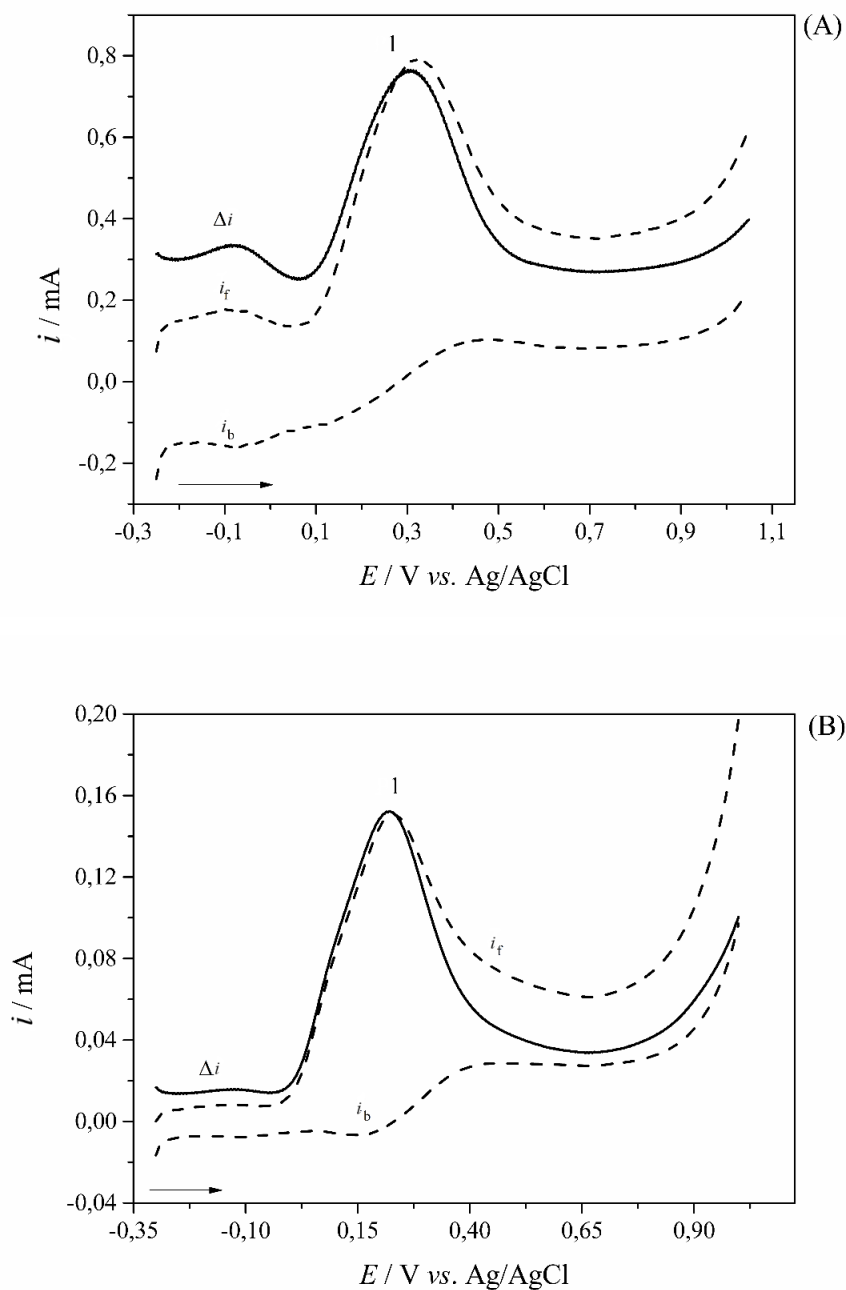 (A)
1
0,8
0,6
Δi
0,4
i_f
0,2
i / mA
0,0
i_b
-0,2
-0,3 -0,1 0,1 0,3 0,5 0,7 0,9 1,1
E / V vs. Ag/AgCl
(B)
0,20
1
0,16
0,12
i_f
0,08
i / mA
0,04
Δi
i_b
0,00
-0,04
-0,35 -0,10 0,15 0,40 0,65 0,90
E / V vs. Ag/AgCl